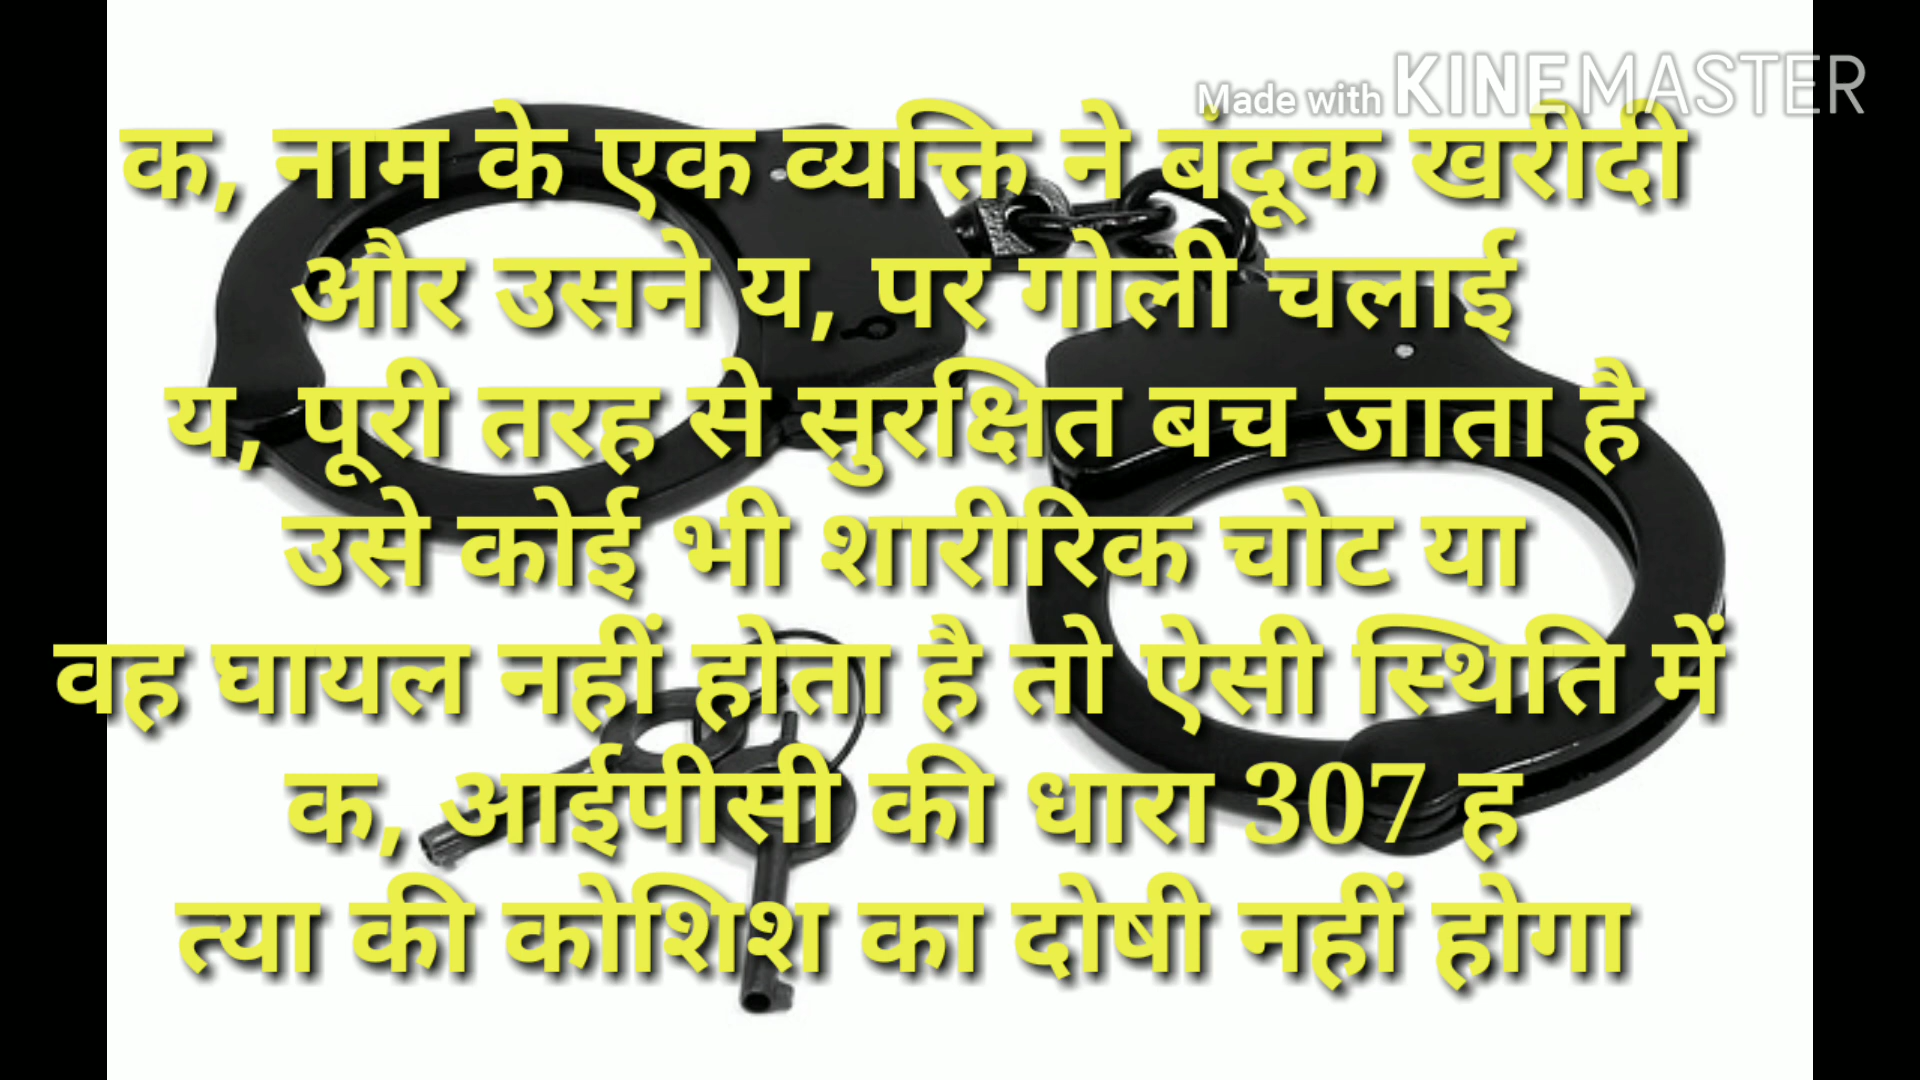 Made with KINEMASTER
क, नाम के एक व्यक्ति ने बंदूक खरीदी
और उसने य, पर गोली चलाई
य, पूरी तरह से सुरक्षित बच जाता है
उसे कोई भी शारीरिक चोट या
वह घायल नहीं होता है तो ऐसी स्थिति में
क, आईपीसी की धारा 307 ह
त्या की कोशिश का दोषी नहीं होगा